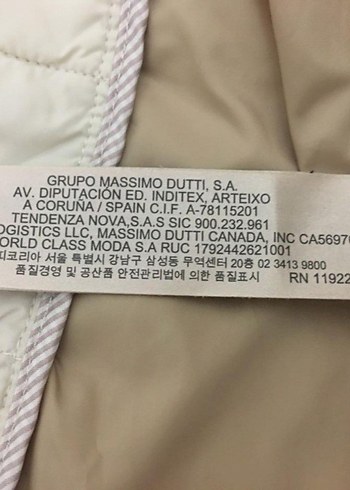 GRUPO MASSIMO DUTTI, S.A.
AV. DIPUTACIÓN ED. INDITEX, ARTEIXO
A CORUÑA / SPAIN C.I.F. A-78115201
TENDENZA NOVA,S.A.S SIC 900.232.961
OGISTICS LLC, MASSIMO DUTTI CANADA, INC CA5697
ORLD CLASS MODA S.A RUC 1792442621001
피코리아 서울 특별시 강남구 삼성동 무역센터 20층 02 3413 9800
품질경영 및 공산품 안전관리법에 의한 품질표시 RN 11922